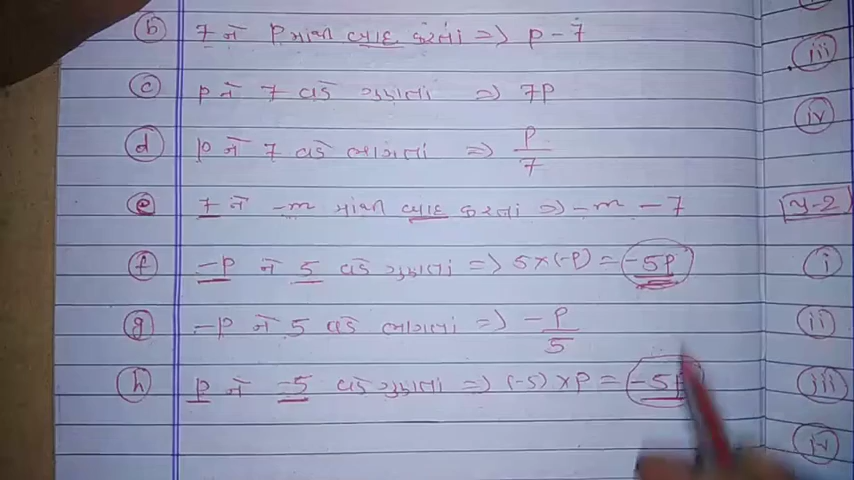 (b) 7 ને P માંથી બાદ કરતાં => p - 7
(c) p ને 7 વડે ગુણતાં => 7P
(d) p ને 7 વડે ભાગતાં => P/7
(e) 7 ને -m માંથી બાદ કરતાં => -m - 7
(f) -p ને 5 વડે ગુણતાં => 5×(-P) = -5P
(g) -p ને 5 વડે ભાગતાં => -P/5
(h) p ને -5 વડે ગુણતાં => (-5)×P = -5p
iii
iv
પ્ર-2
i
ii
iii
iv